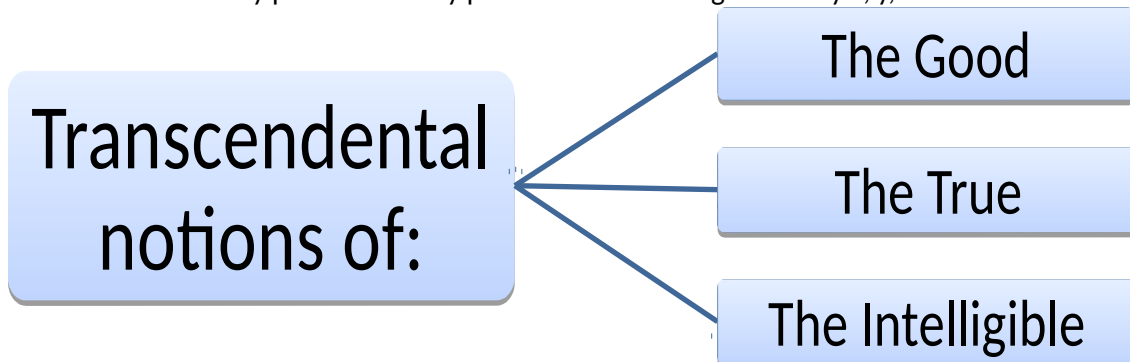 Transcendental
notions of:
The Good
The True
The Intelligible